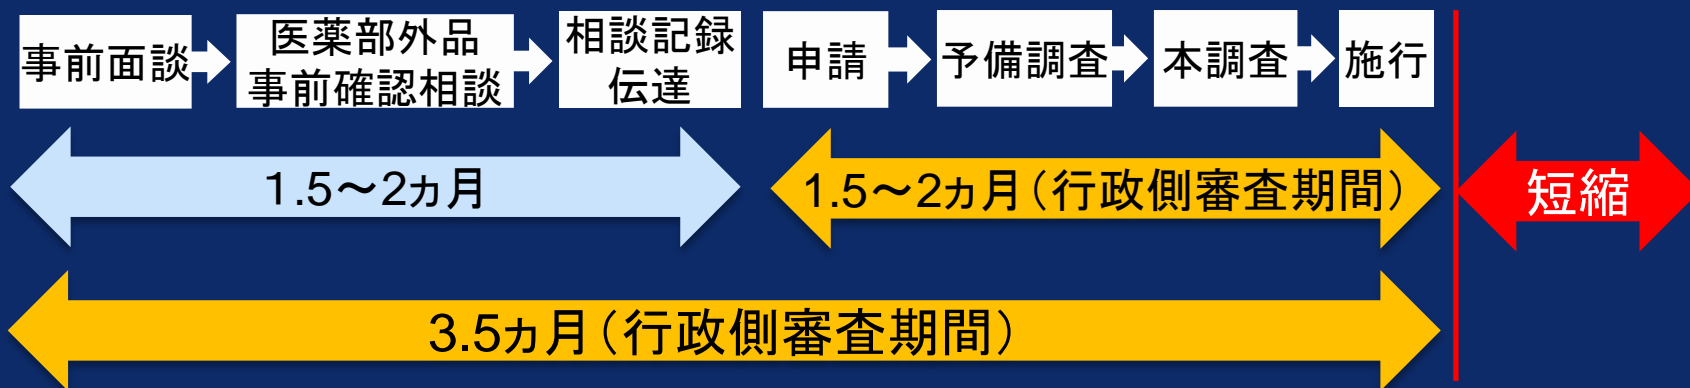 事前面談
医薬部外品
事前確認相談
相談記録
伝達
申請
予備調査
本調査
施行
1.5～2ヵ月
1.5～2ヵ月（行政側審査期間）
短縮
3.5ヵ月（行政側審査期間）